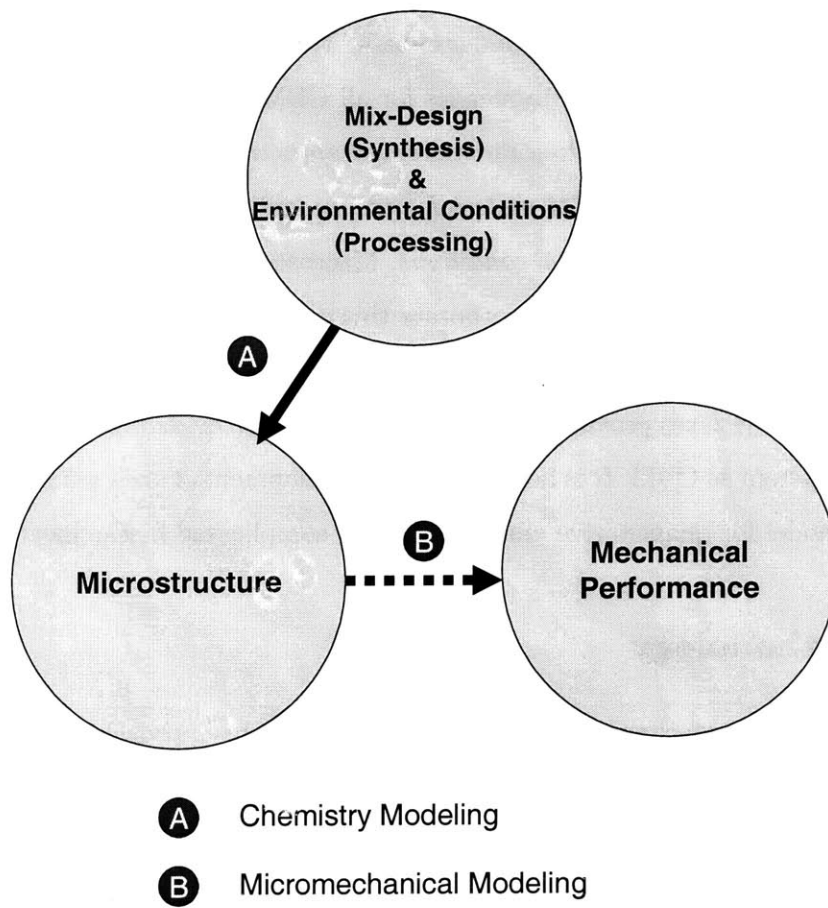 Mix-Design
(Synthesis)
&
Environmental Conditions
(Processing)
A
Microstructure
B
Mechanical
Performance
A Chemistry Modeling
B Micromechanical Modeling